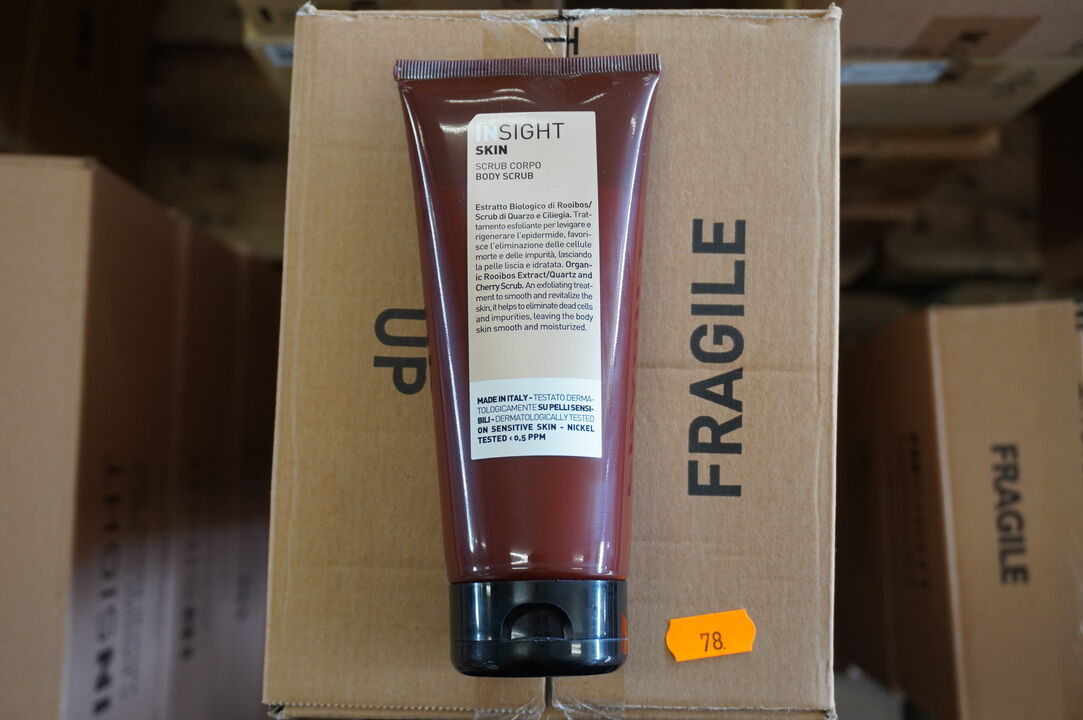 INSIGHT
SKIN
SCRUB CORPO
BODY SCRUB
Estratto Biologico di Rooibos/
Scrub di Quarzo e Ciliegia. Trat-
tamento esfoliante per levigare e
rigenerare l'epidermide, favori-
sce l'eliminazione delle cellule
morte e delle impurità, lasciando
la pelle liscia e idratata. Organ-
ic Rooibos Extract/Quartz and
Cherry Scrub. An exfoliating treat-
ment to smooth and revitalize the
skin, it helps to eliminate dead cells
and impurities, leaving the body
skin smooth and moisturized.
MADE IN ITALY - TESTATO DERMA-
TOLOGICAMENTE SU PELLI SENSI-
BILI - DERMATOLOGICALLY TESTED
ON SENSITIVE SKIN - NICKEL
TESTED < 0,5 PPM
UP
FRAGILE
78.
FRAGILE
INSIGHT